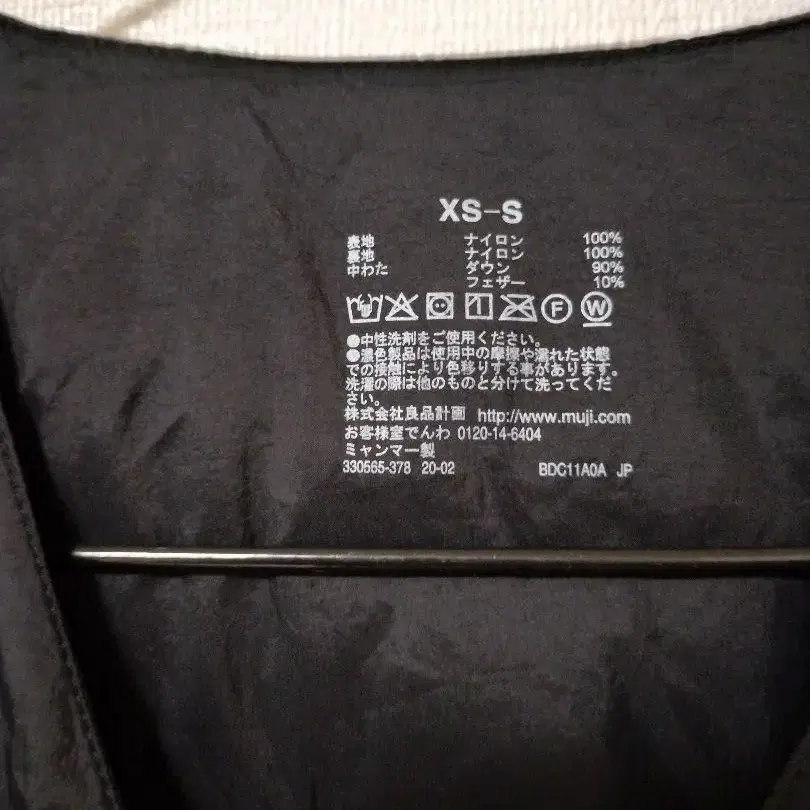 XS-S
表地 ナイロン 100%
裏地 ナイロン 100%
中わた ダウン 90%
フェザー 10%
F W
●中性洗剤をご使用ください。
●濃色製品は使用中の摩擦や濡れた状態
での接触により色移りする事があります。
洗濯の際は他のものと分けて洗ってくだ
さい。
株式会社良品計画 http://www.muji.com
お客様室でんわ 0120-14-6404
ミャンマー製
330565-378 20-02 BDC11A0A JP